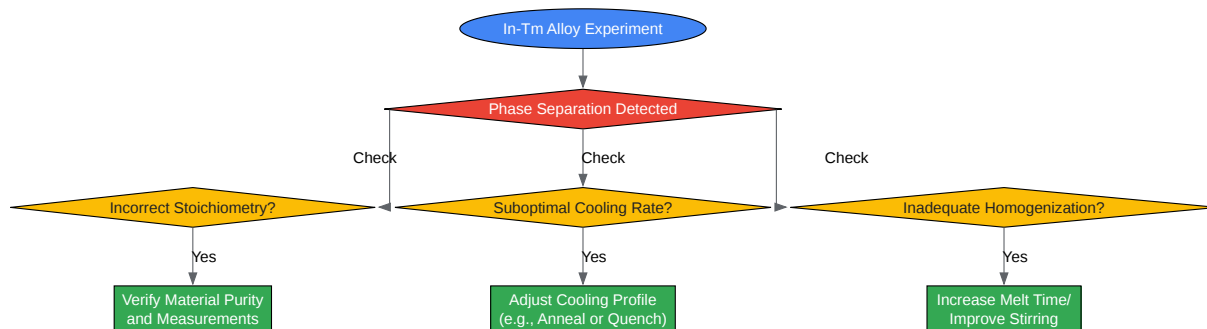 In-Tm Alloy Experiment
Phase Separation Detected
Check
Check
Check
Incorrect Stoichiometry?
Suboptimal Cooling Rate?
Inadequate Homogenization?
Yes
Yes
Yes
Verify Material Purity
and Measurements
Adjust Cooling Profile
(e.g., Anneal or Quench)
Increase Melt Time/
Improve Stirring